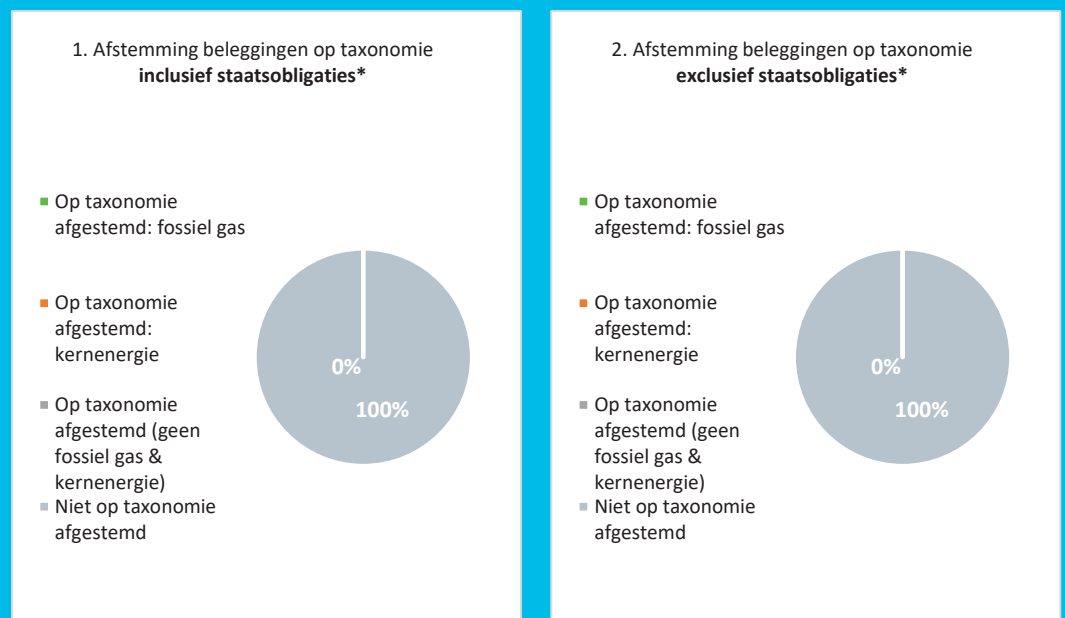 1. Afstemming beleggingen op taxonomie
inclusief staatsobligaties*
Op taxonomie
afgestemd: fossiel gas
Op taxonomie
afgestemd:
kernenergie
Op taxonomie
afgestemd (geen
fossiel gas &
kernenergie)
Niet op taxonomie
afgestemd
0%
100%
2. Afstemming beleggingen op taxonomie
exclusief staatsobligaties*
Op taxonomie
afgestemd: fossiel gas
Op taxonomie
afgestemd:
kernenergie
Op taxonomie
afgestemd (geen
fossiel gas &
kernenergie)
Niet op taxonomie
afgestemd
0%
100%